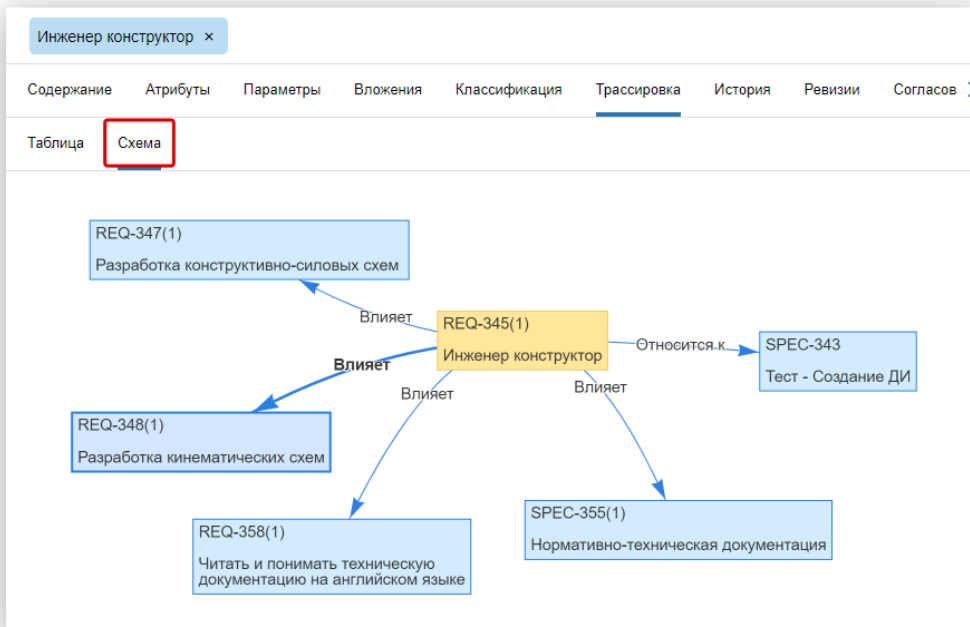 Инженер конструктор ×
Содержание Атрибуты Параметры Вложения Классификация Трассировка История Ревизии Согласов
Таблица Схема
REQ-347(1)
Разработка конструктивно-силовых схем
Влияет
REQ-345(1)
Инженер конструктор
Относится к
SPEC-343
Тест - Создание ДИ
Влияет
Влияет
Влияет
REQ-348(1)
Разработка кинематических схем
REQ-358(1)
Читать и понимать техническую
документацию на английском языке
SPEC-355(1)
Нормативно-техническая документация